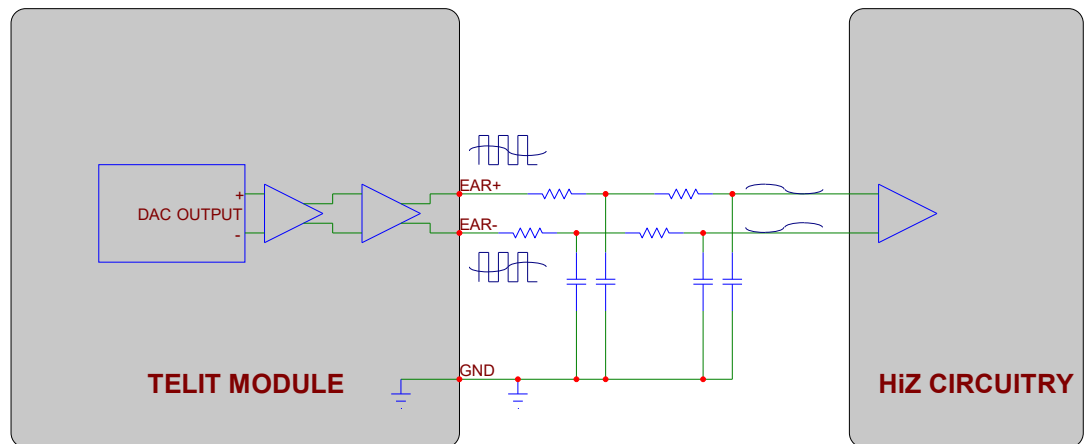 EAR+
+
DAC OUTPUT
-
EAR-
GND
TELIT MODULE
HiZ CIRCUITRY